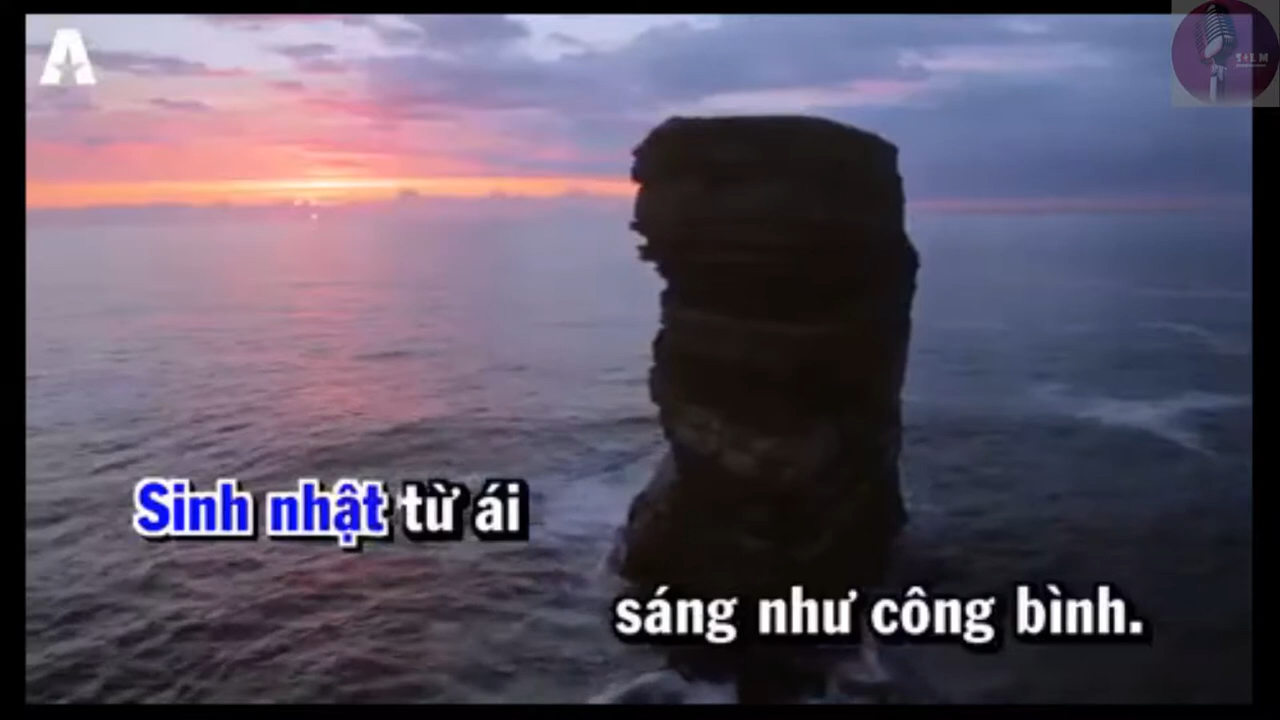 A
T+L M
Sinh nhật từ ái
sáng như công bình.